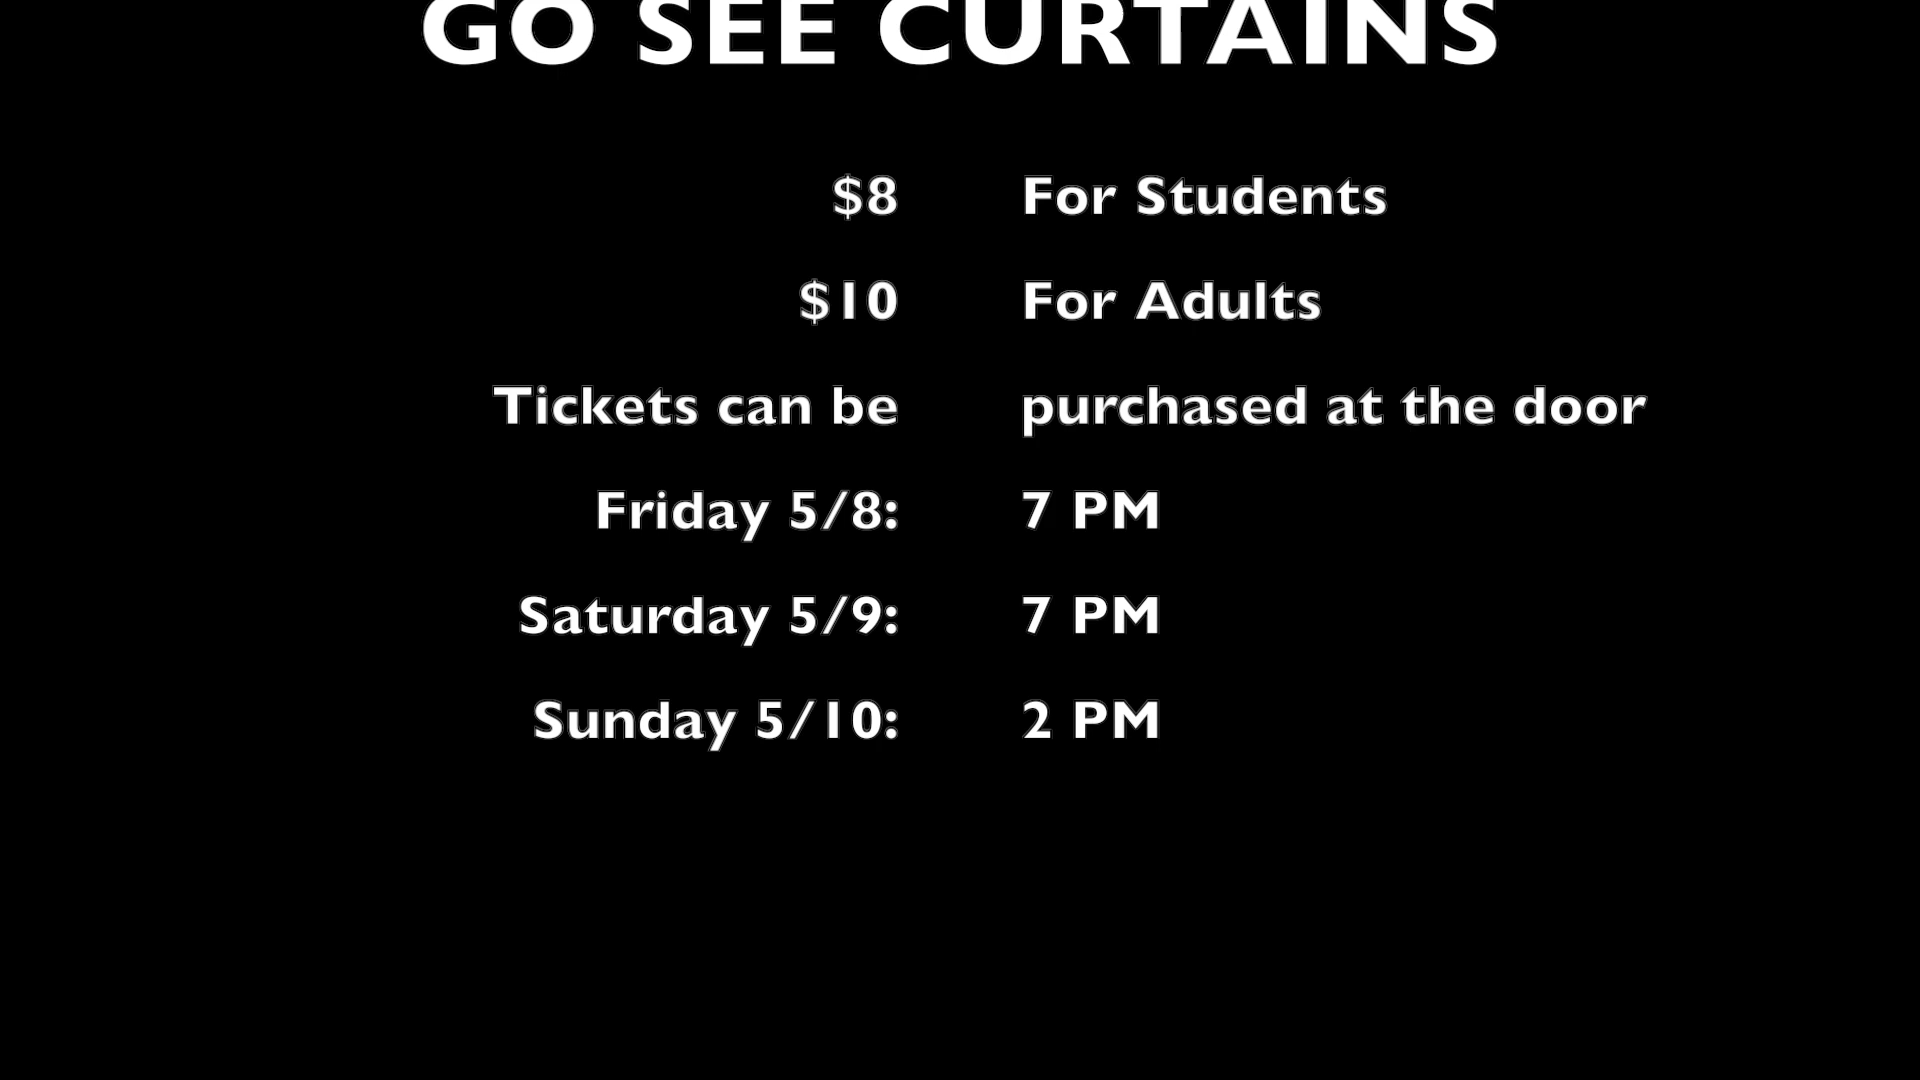 GO SEE CURTAINS
$8 For Students
$10 For Adults
Tickets can be purchased at the door
Friday 5/8: 7 PM
Saturday 5/9: 7 PM
Sunday 5/10: 2 PM